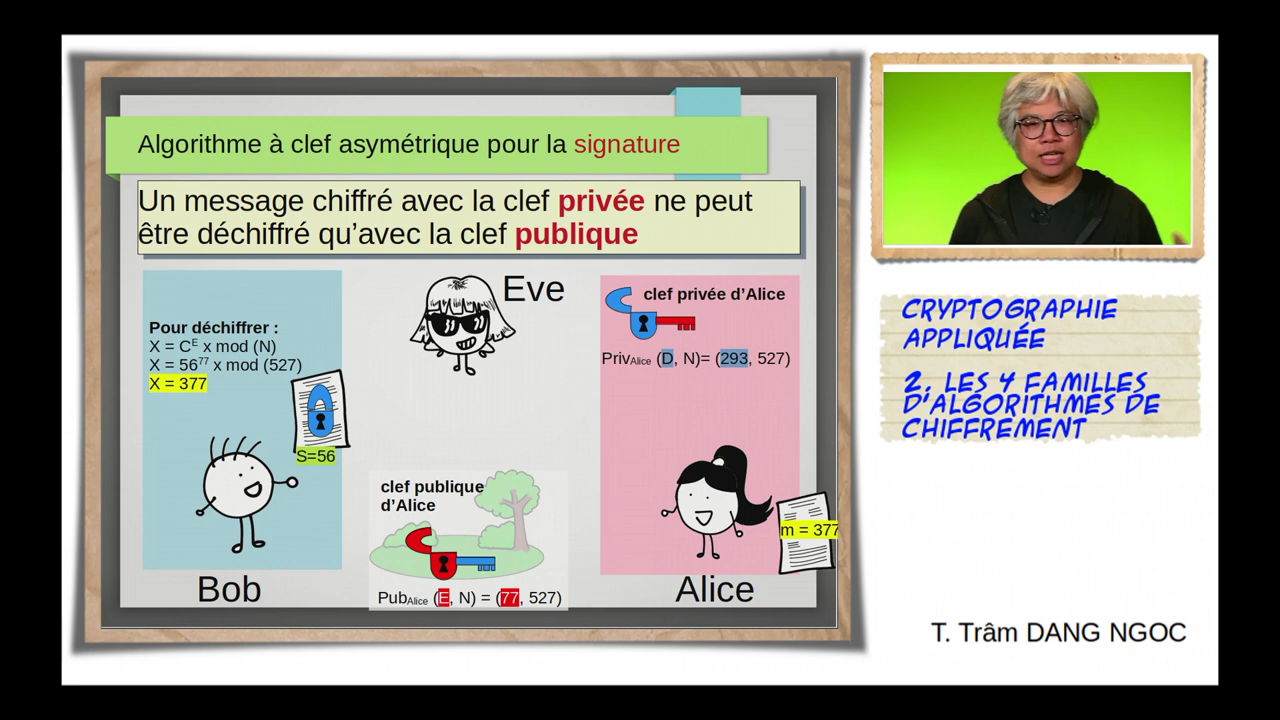 Algorithme à clef asymétrique pour la signature
Un message chiffré avec la clef privée ne peut
être déchiffré qu'avec la clef publique
Pour déchiffrer :
X = Cᴱ x mod (N)
X = 56⁷⁷ x mod (527)
X = 377
S=56
Bob
Eve
clef publique
d'Alice
PubAlice (E, N) = (77, 527)
clef privée d'Alice
PrivAlice (D, N)= (293, 527)
m = 377
Alice
CRYPTOGRAPHIE
APPLIQUÉE
2. LES 4 FAMILLES
D'ALGORITHMES DE
CHIFFREMENT
T. Trâm DANG NGOC